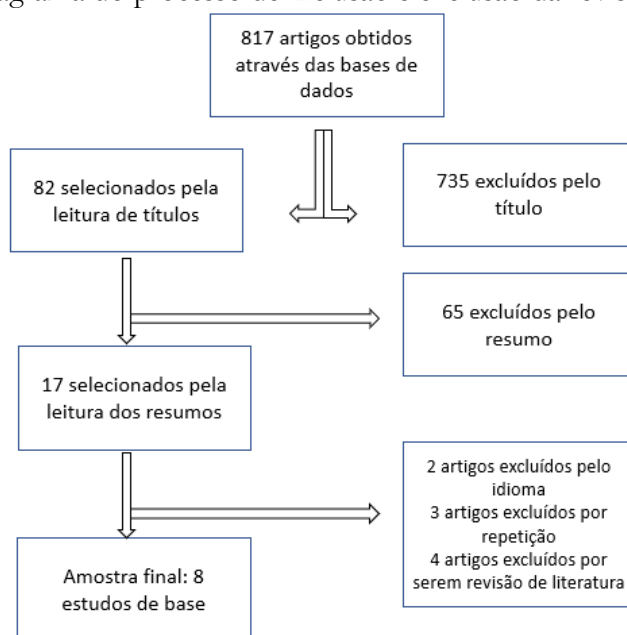 817 artigos obtidos
através das bases de
dados
82 selecionados pela
leitura de títulos
735 excluídos pelo
título
65 excluídos pelo
resumo
17 selecionados pela
leitura dos resumos
2 artigos excluídos pelo
idioma
3 artigos excluídos por
repetição
4 artigos excluídos por
serem revisão de literatura
Amostra final: 8
estudos de base